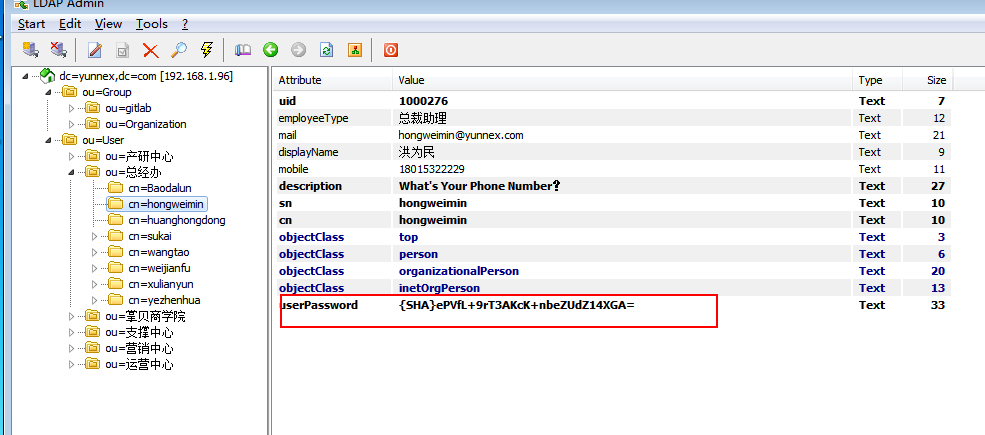 LDAP Admin
Start Edit View Tools ?
dc=yunnex,dc=com [192.168.1.96]
ou=Group
ou=gitlab
ou=Organization
ou=User
ou=产研中心
ou=总经办
cn=Baodalun
cn=hongweimin
cn=huanghongdong
cn=sukai
cn=wangtao
cn=weijianfu
cn=xulianyun
cn=yezhenhua
ou=掌贝商学院
ou=支撑中心
ou=营销中心
ou=运营中心
Attribute Value Type Size
uid 1000276 Text 7
employeeType 总裁助理 Text 12
mail hongweimin@yunnex.com Text 21
displayName 洪为民 Text 9
mobile 18015322229 Text 11
description What's Your Phone Number? Text 27
sn hongweimin Text 10
cn hongweimin Text 10
objectClass top Text 3
objectClass person Text 6
objectClass organizationalPerson Text 20
objectClass inetOrgPerson Text 13
userPassword {SHA}ePVfL+9rT3AKcK+nbeZUdZ14XGA= Text 33